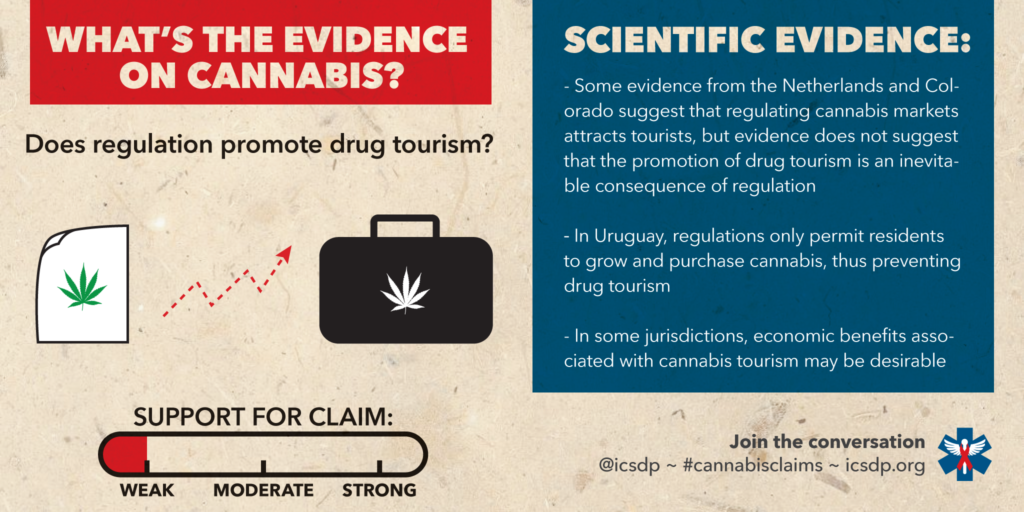 WHAT'S THE EVIDENCE
ON CANNABIS?
Does regulation promote drug tourism?
SUPPORT FOR CLAIM:
WEAK
MODERATE
STRONG
SCIENTIFIC EVIDENCE:
- Some evidence from the Netherlands and Col-
orado suggest that regulating cannabis markets
attracts tourists, but evidence does not suggest
that the promotion of drug tourism is an inevita-
ble consequence of regulation
- In Uruguay, regulations only permit residents
to grow and purchase cannabis, thus preventing
drug tourism
- In some jurisdictions, economic benefits asso-
ciated with cannabis tourism may be desirable
Join the conversation
@icsdp ~ #cannabisclaims ~ icsdp.org